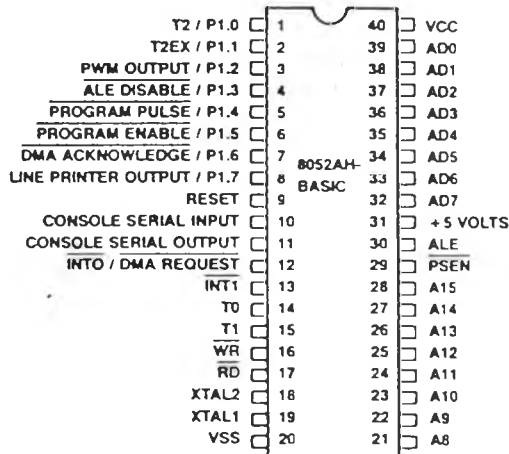 T2 / P1.0 1 40 VCC
T2EX / P1.1 2 39 AD0
PWM OUTPUT / P1.2 3 38 AD1
ALE DISABLE / P1.3 4 37 AD2
PROGRAM PULSE / P1.4 5 36 AD3
PROGRAM ENABLE / P1.5 6 35 AD4
DMA ACKNOWLEDGE / P1.6 7 34 AD5
8052AH-
LINE PRINTER OUTPUT / P1.7 8 33 AD6
BASIC
RESET 9 32 AD7
CONSOLE SERIAL INPUT 10 31 +5 VOLTS
CONSOLE SERIAL OUTPUT 11 30 ALE
INT0 / DMA REQUEST 12 29 PSEN
INT1 13 28 A15
T0 14 27 A14
T1 15 26 A13
WR 16 25 A12
RD 17 24 A11
XTAL2 18 23 A10
XTAL1 19 22 A9
VSS 20 21 A8